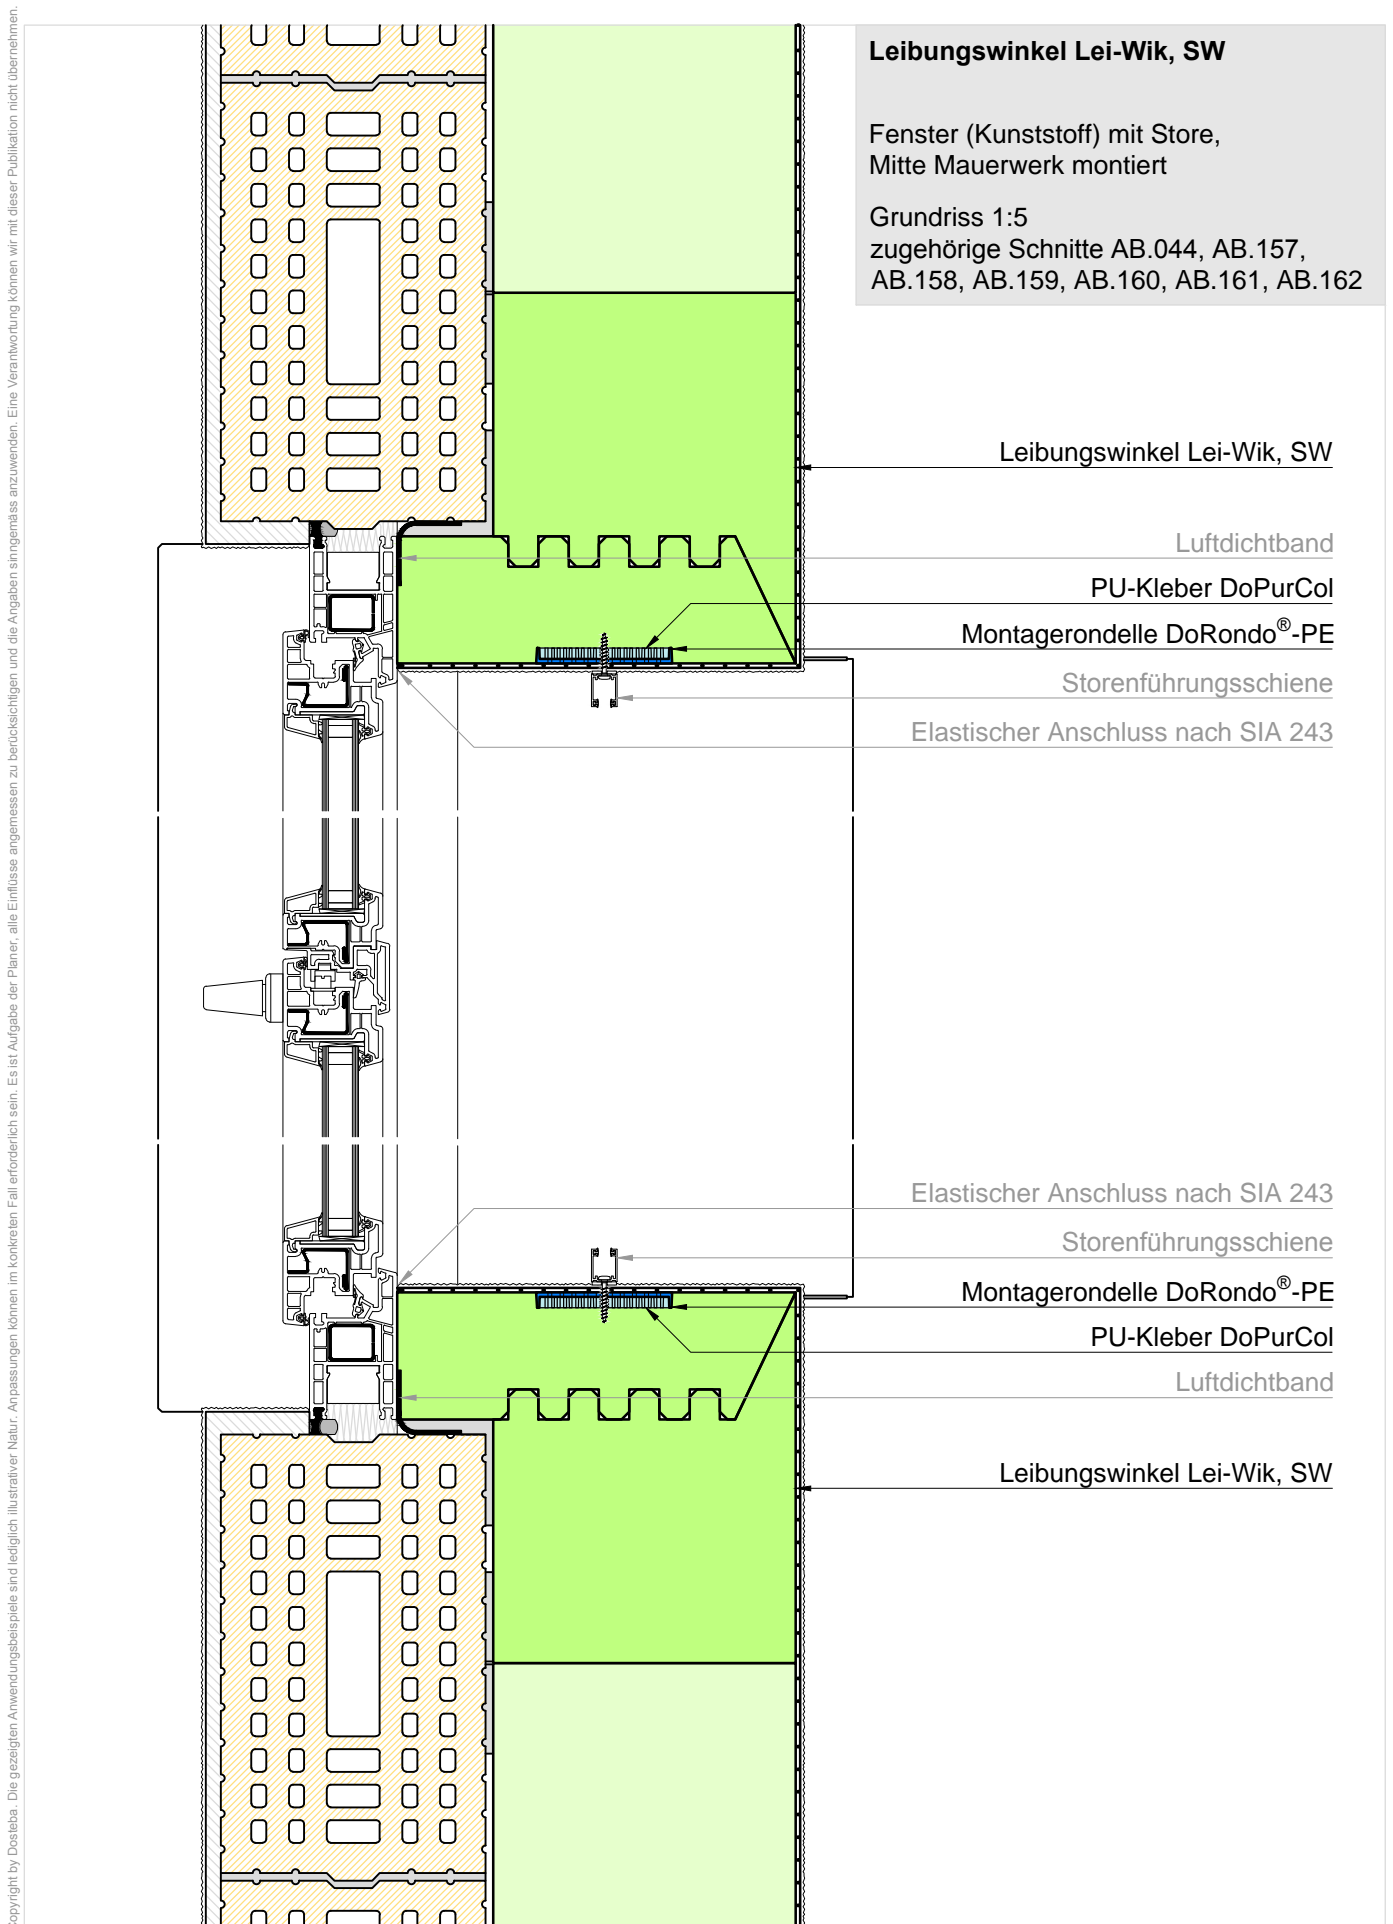 Leibungswinkel Lei-Wik, SW
Fenster (Kunststoff) mit Store,
Mitte Mauerwerk montiert
Grundriss 1:5
zugehörige Schnitte AB.044, AB.157,
AB.158, AB.159, AB.160, AB.161, AB.162
Leibungswinkel Lei-Wik, SW
Luftdichtband
PU-Kleber DoPurCol
Montagerondelle DoRondo®-PE
Storenführungsschiene
Elastischer Anschluss nach SIA 243
Elastischer Anschluss nach SIA 243
Storenführungsschiene
Montagerondelle DoRondo®-PE
PU-Kleber DoPurCol
Luftdichtband
Leibungswinkel Lei-Wik, SW
Copyright by Dosteba. Die gezeigten Anwendungsbeispiele sind lediglich illustrativer Natur. Anpassungen können im konkreten Fall erforderlich sein. Es ist Aufgabe der Planer, alle Einflüsse angemessen zu berücksichtigen und die Angaben sinngemäss anzuwenden. Eine Verantwortung können wir mit dieser Publikation nicht übernehmen.